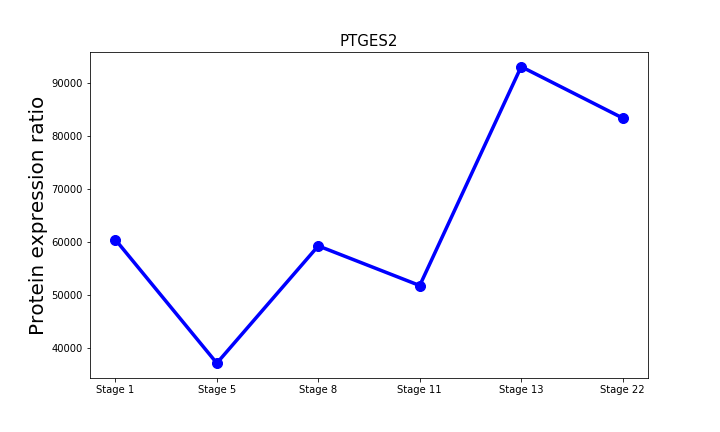 PTGES2
Protein expression ratio
90000
80000
70000
60000
50000
40000
Stage 1
Stage 5
Stage 8
Stage 11
Stage 13
Stage 22